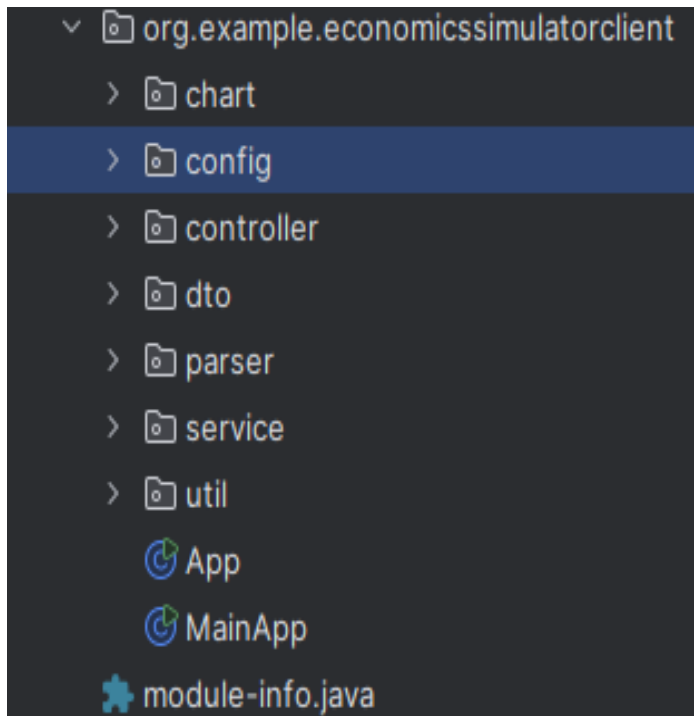 org.example.economicssimulatorclient
chart
config
controller
dto
parser
service
util
App
MainApp
module-info.java